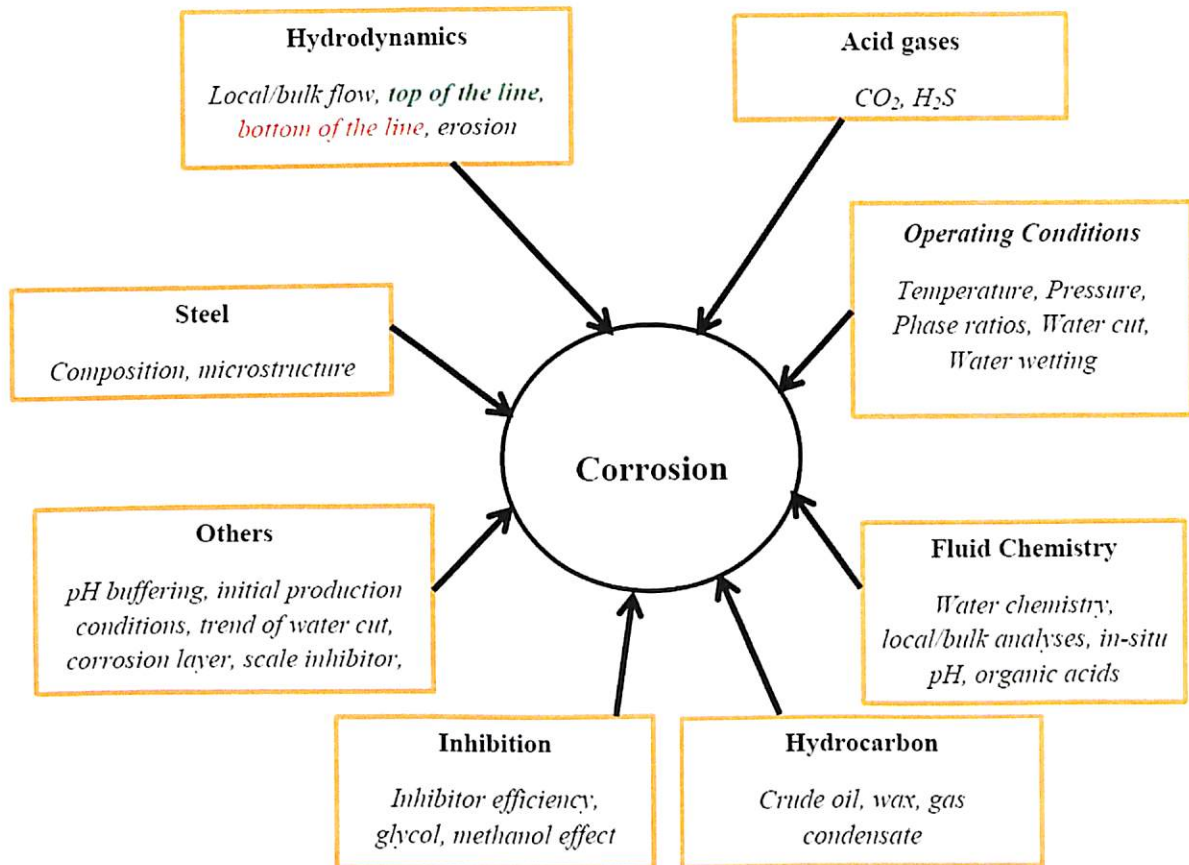 Hydrodynamics
Local/bulk flow, top of the line,
bottom of the line, erosion
Acid gases
CO₂, H₂S
Operating Conditions
Temperature, Pressure,
Phase ratios, Water cut,
Water wetting
Steel
Composition, microstructure
Corrosion
Others
pH buffering, initial production
conditions, trend of water cut,
corrosion layer, scale inhibitor,
Fluid Chemistry
Water chemistry,
local/bulk analyses, in-situ
pH, organic acids
Inhibition
Inhibitor efficiency,
glycol, methanol effect
Hydrocarbon
Crude oil, wax, gas
condensate